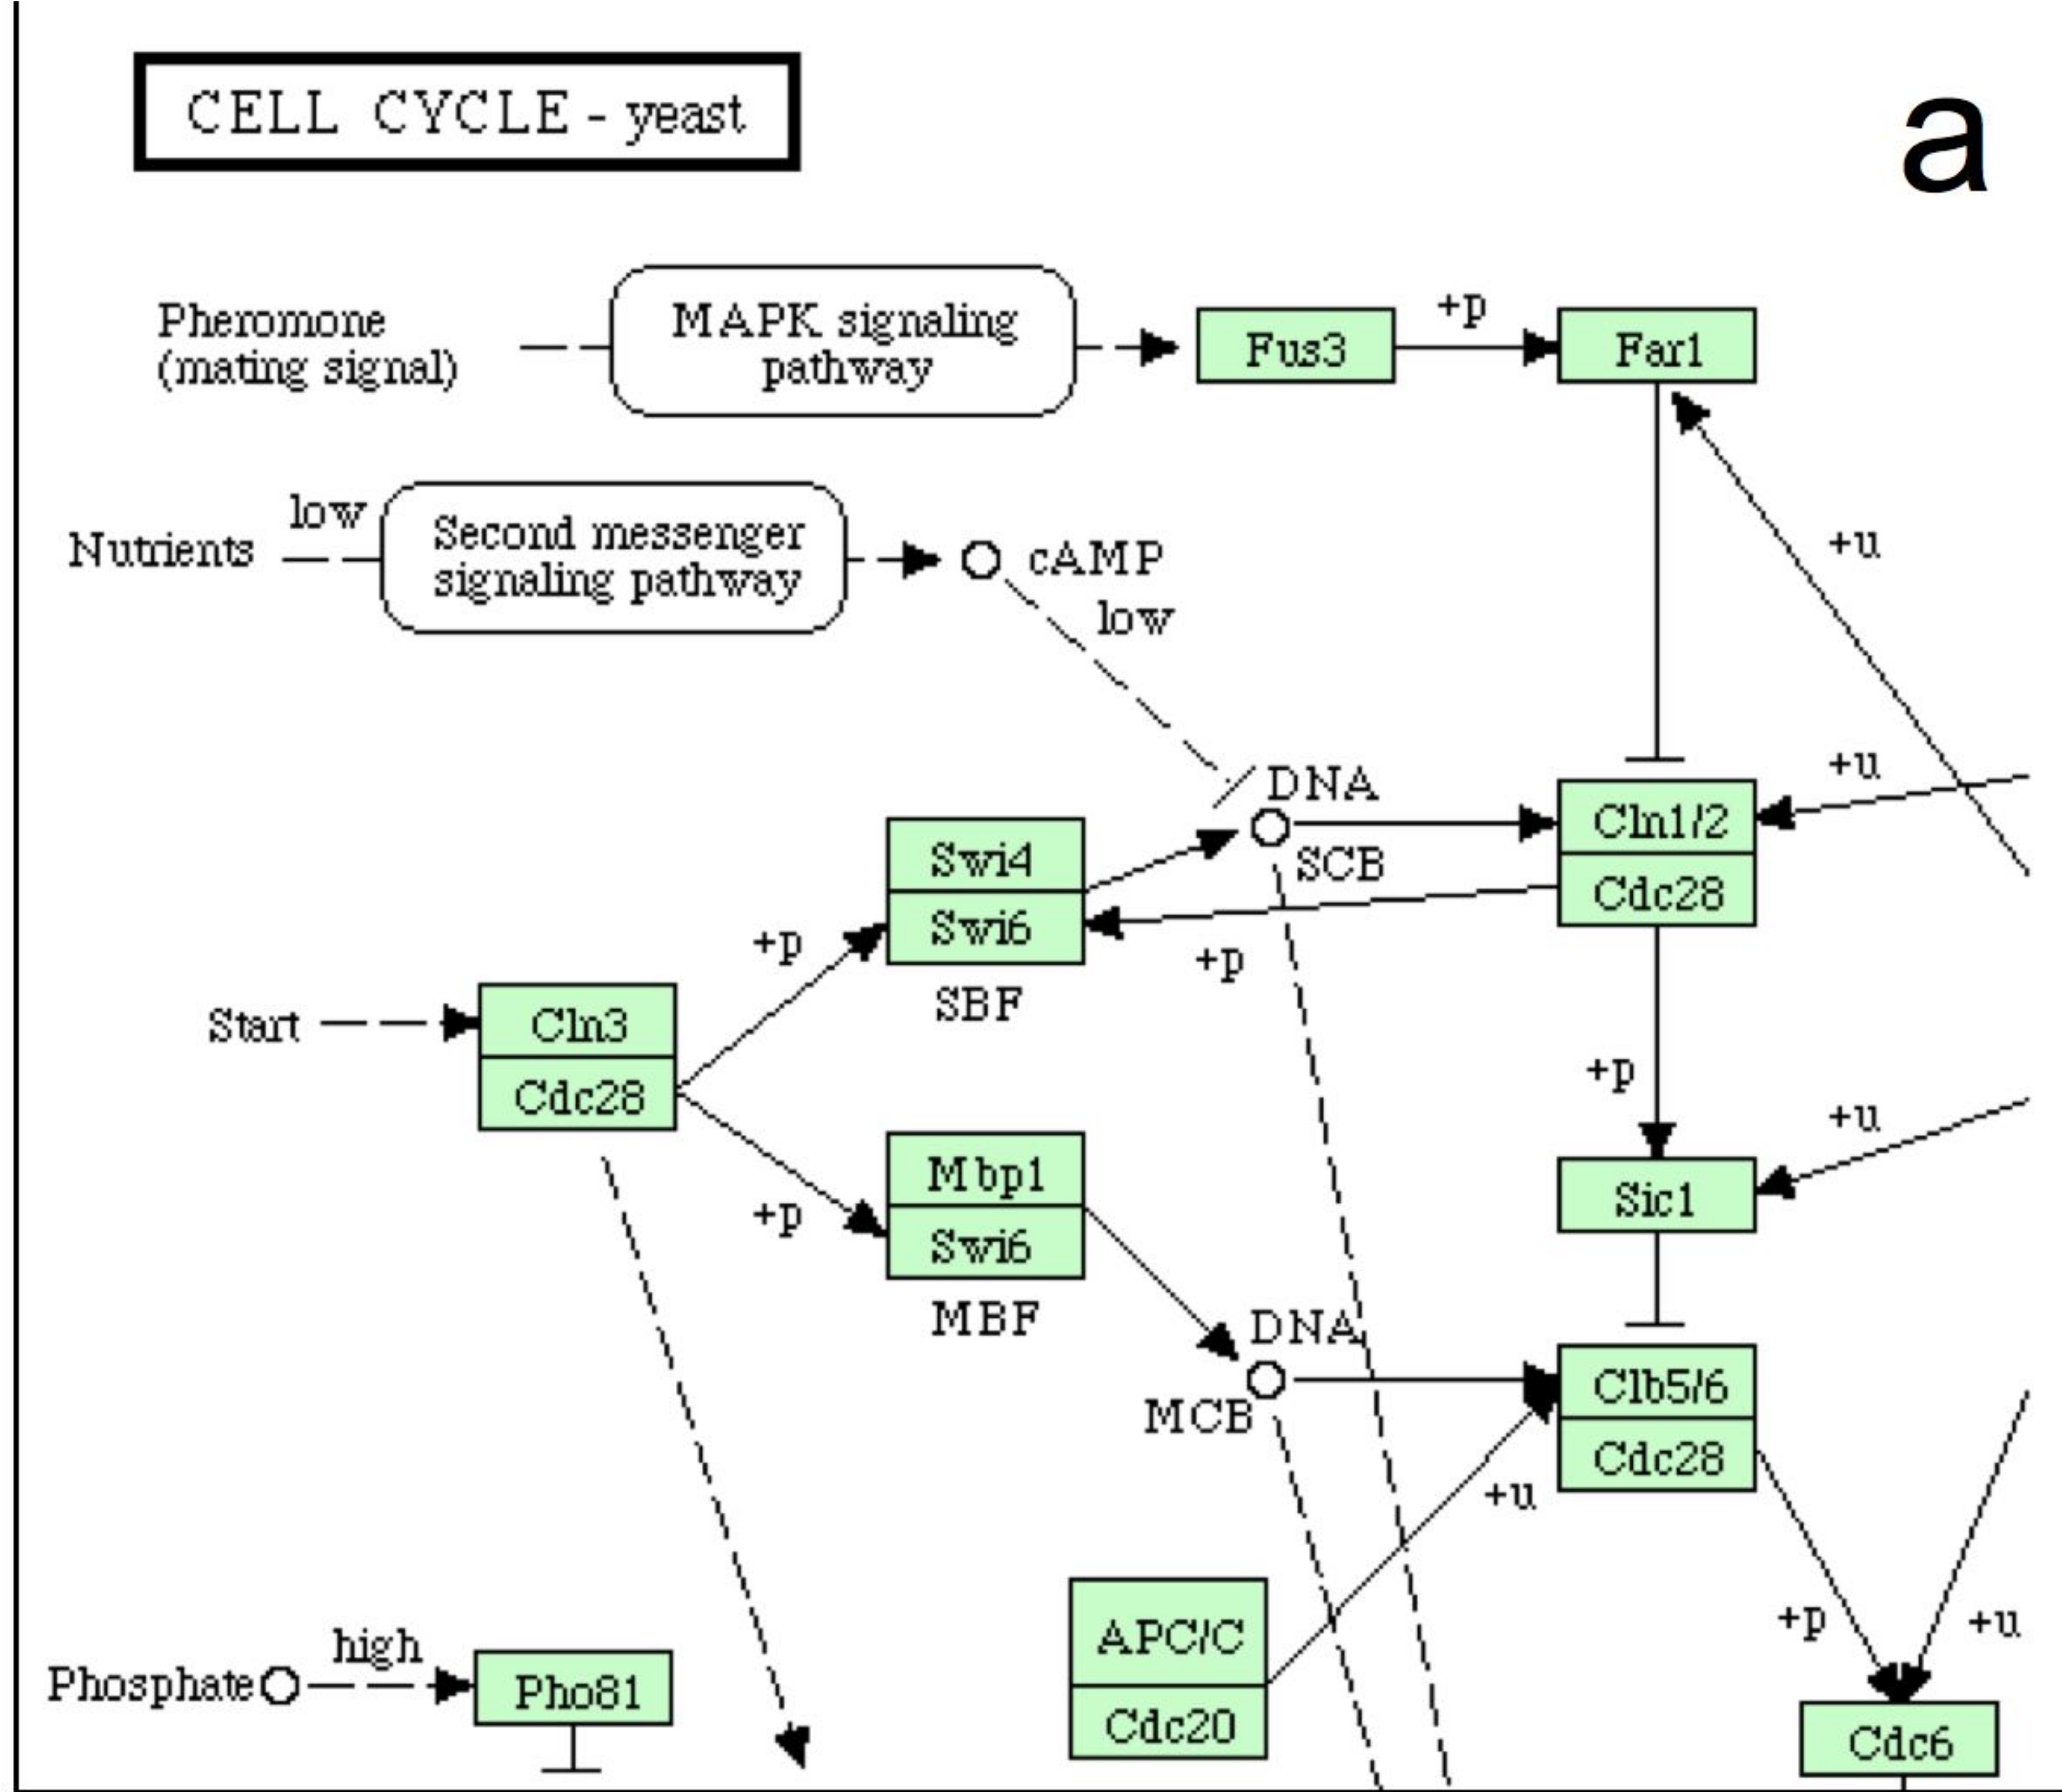 CELL CYCLE - yeast
a
Pheromone
(mating signal)
MAPK signaling
pathway
Fus3
+p
Far1
Nutrients
low
Second messenger
signaling pathway
cAMP
low
+u
DNA
SCB
Cln1/2
Cdc28
+u
Swi4
Swi6
SBF
+p
+p
Start
Cln3
Cdc28
+p
Mbp1
Swi6
MBF
+p
Sic1
+u
DNA
MCB
Clb5/6
Cdc28
+u
APC/C
Cdc20
+p
+u
Cdc6
Phosphate
high
Pho81